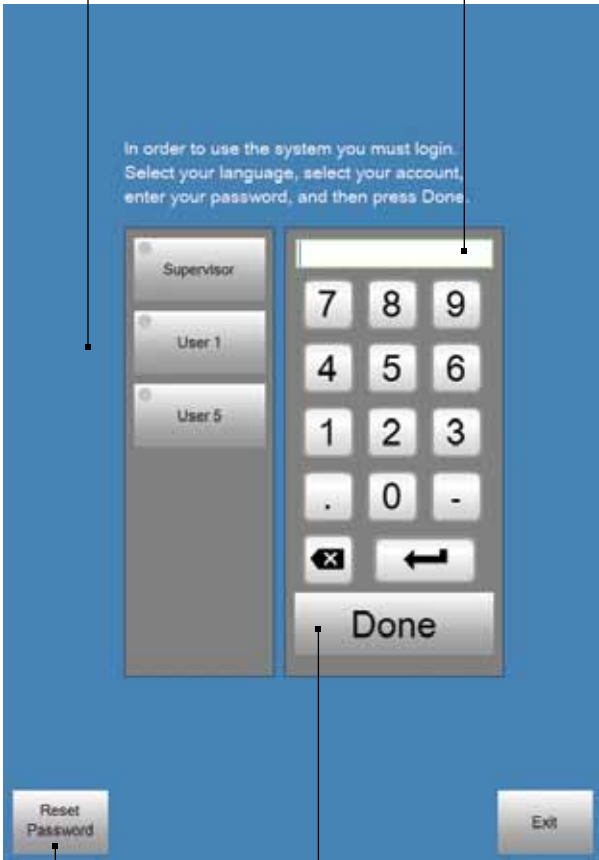 In order to use the system you must login.
Select your language, select your account,
enter your password, and then press Done.
Supervisor
User 1
User 5
7 8 9
4 5 6
1 2 3
. 0 -
Done
Reset
Password
Exit